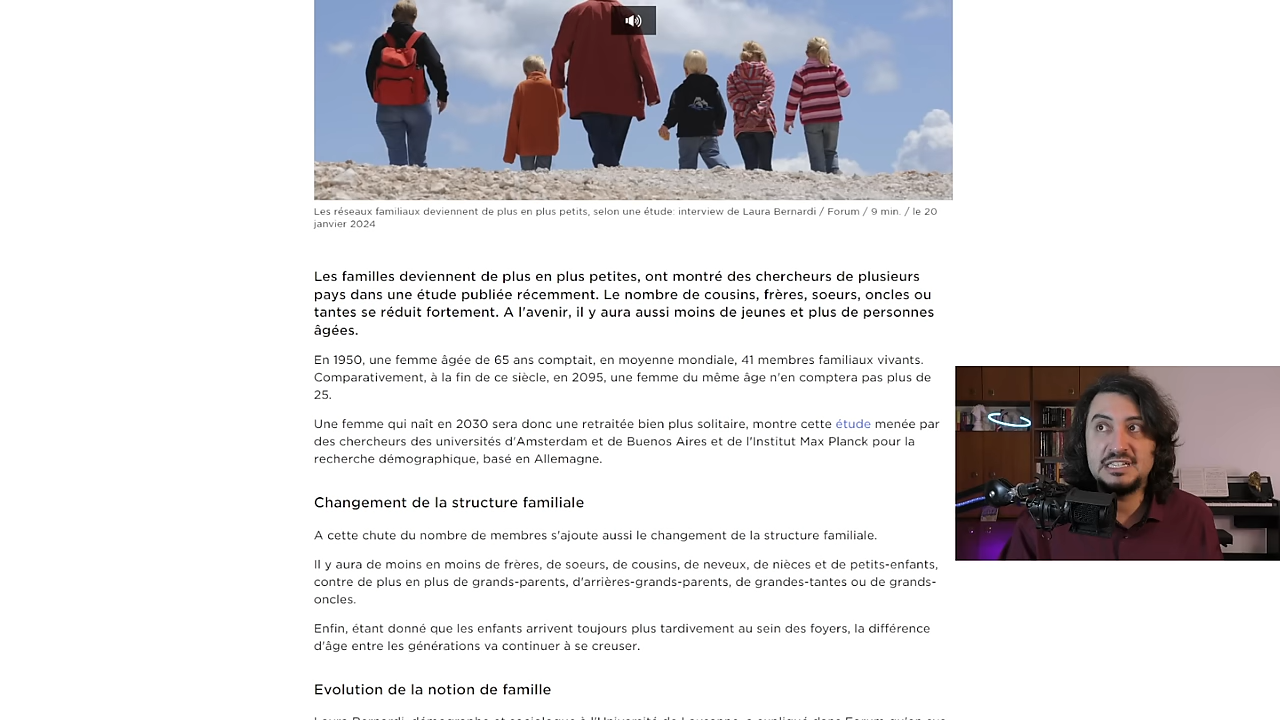 Les réseaux familiaux deviennent de plus en plus petits, selon une étude: interview de Laura Bernardi / Forum / 9 min. / le 20
janvier 2024
Les familles deviennent de plus en plus petites, ont montré des chercheurs de plusieurs
pays dans une étude publiée récemment. Le nombre de cousins, frères, soeurs, oncles ou
tantes se réduit fortement. A l'avenir, il y aura aussi moins de jeunes et plus de personnes
âgées.
En 1950, une femme âgée de 65 ans comptait, en moyenne mondiale, 41 membres familiaux vivants.
Comparativement, à la fin de ce siècle, en 2095, une femme du même âge n'en comptera pas plus de
25.
Une femme qui naît en 2030 sera donc une retraitée bien plus solitaire, montre cette étude menée par
des chercheurs des universités d'Amsterdam et de Buenos Aires et de l'Institut Max Planck pour la
recherche démographique, basé en Allemagne.
Changement de la structure familiale
A cette chute du nombre de membres s'ajoute aussi le changement de la structure familiale.
Il y aura de moins en moins de frères, de soeurs, de cousins, de neveux, de nièces et de petits-enfants,
contre de plus en plus de grands-parents, d'arrières-grands-parents, de grandes-tantes ou de grands-
oncles.
Enfin, étant donné que les enfants arrivent toujours plus tardivement au sein des foyers, la différence
d'âge entre les générations va continuer à se creuser.
Evolution de la notion de famille